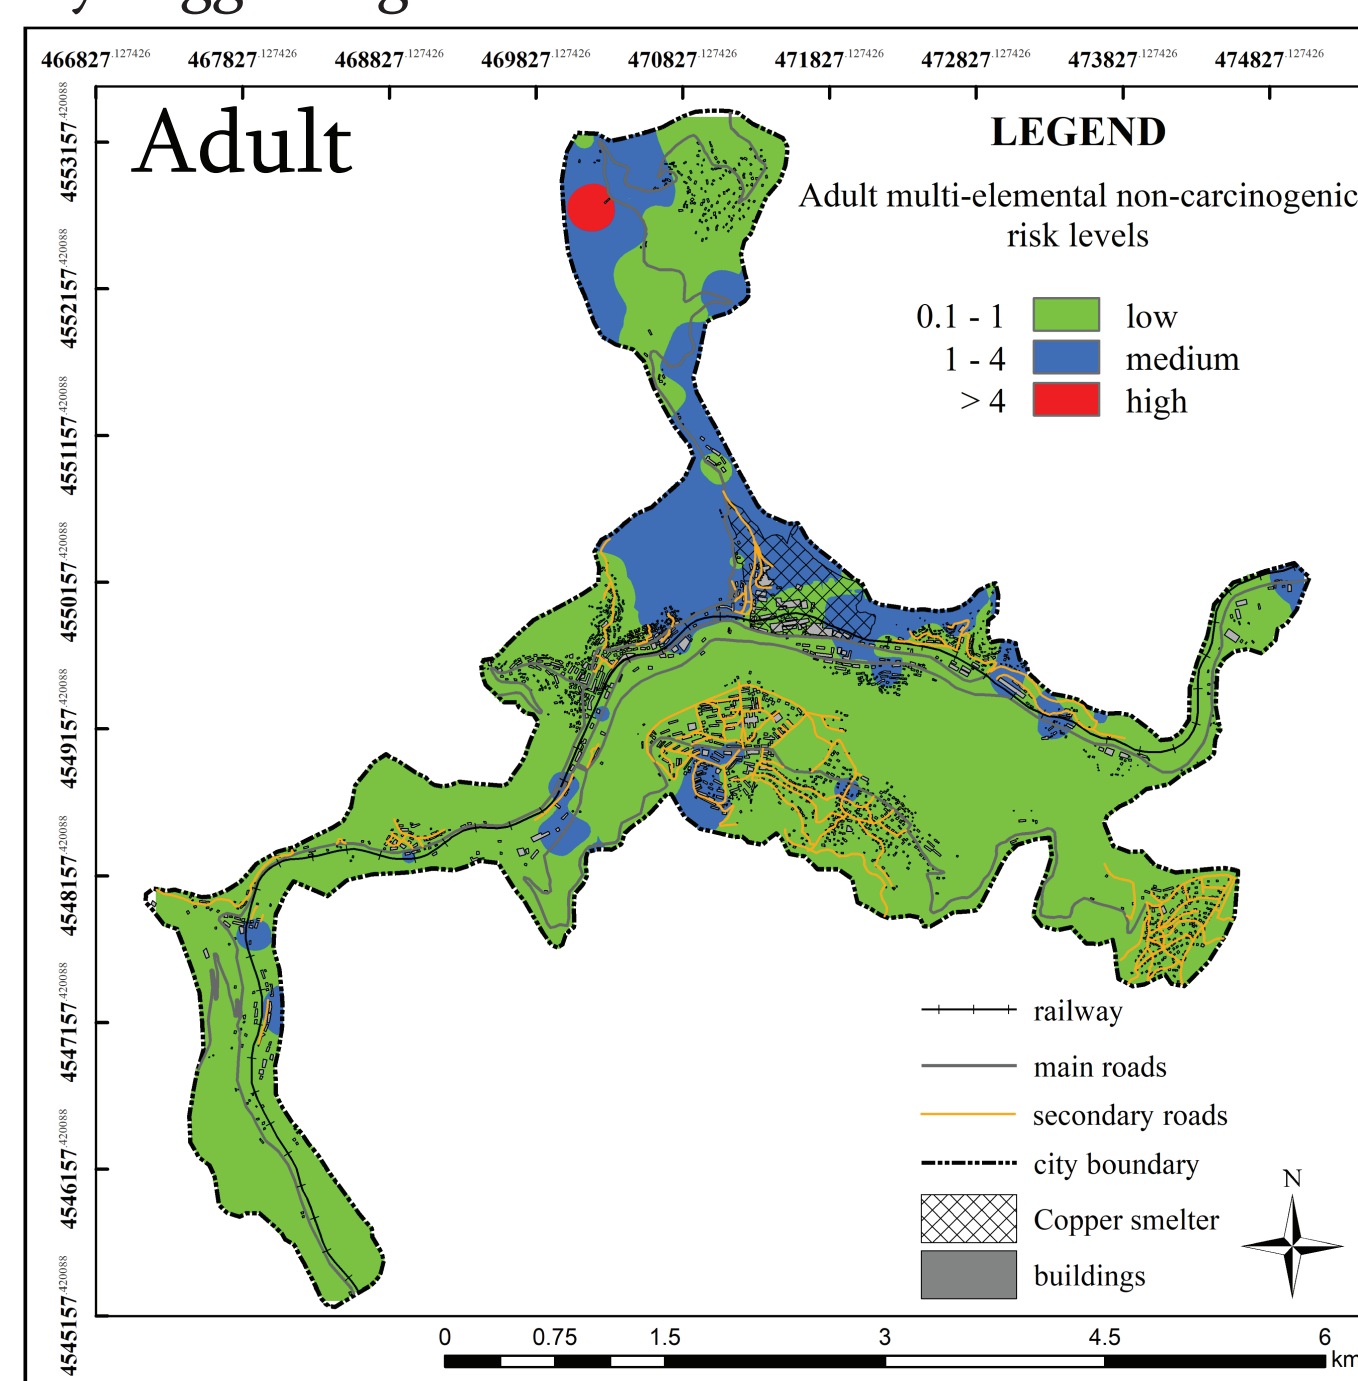 466827.127426 467827.127426 468827.127426 469827.127426 470827.127426 471827.127426 472827.127426 473827.127426 474827.127426
Adult
LEGEND
Adult multi-elemental non-carcinogenic
risk levels
0.1 - 1 low
1 - 4 medium
> 4 high
4553157.420088
4552157.420088
4551157.420088
4550157.420088
4549157.420088
4548157.420088
4547157.420088
4546157.420088
4545157.420088
railway
main roads
secondary roads
city boundary
Copper smelter
buildings
N
0 0.75 1.5 3 4.5 6
km